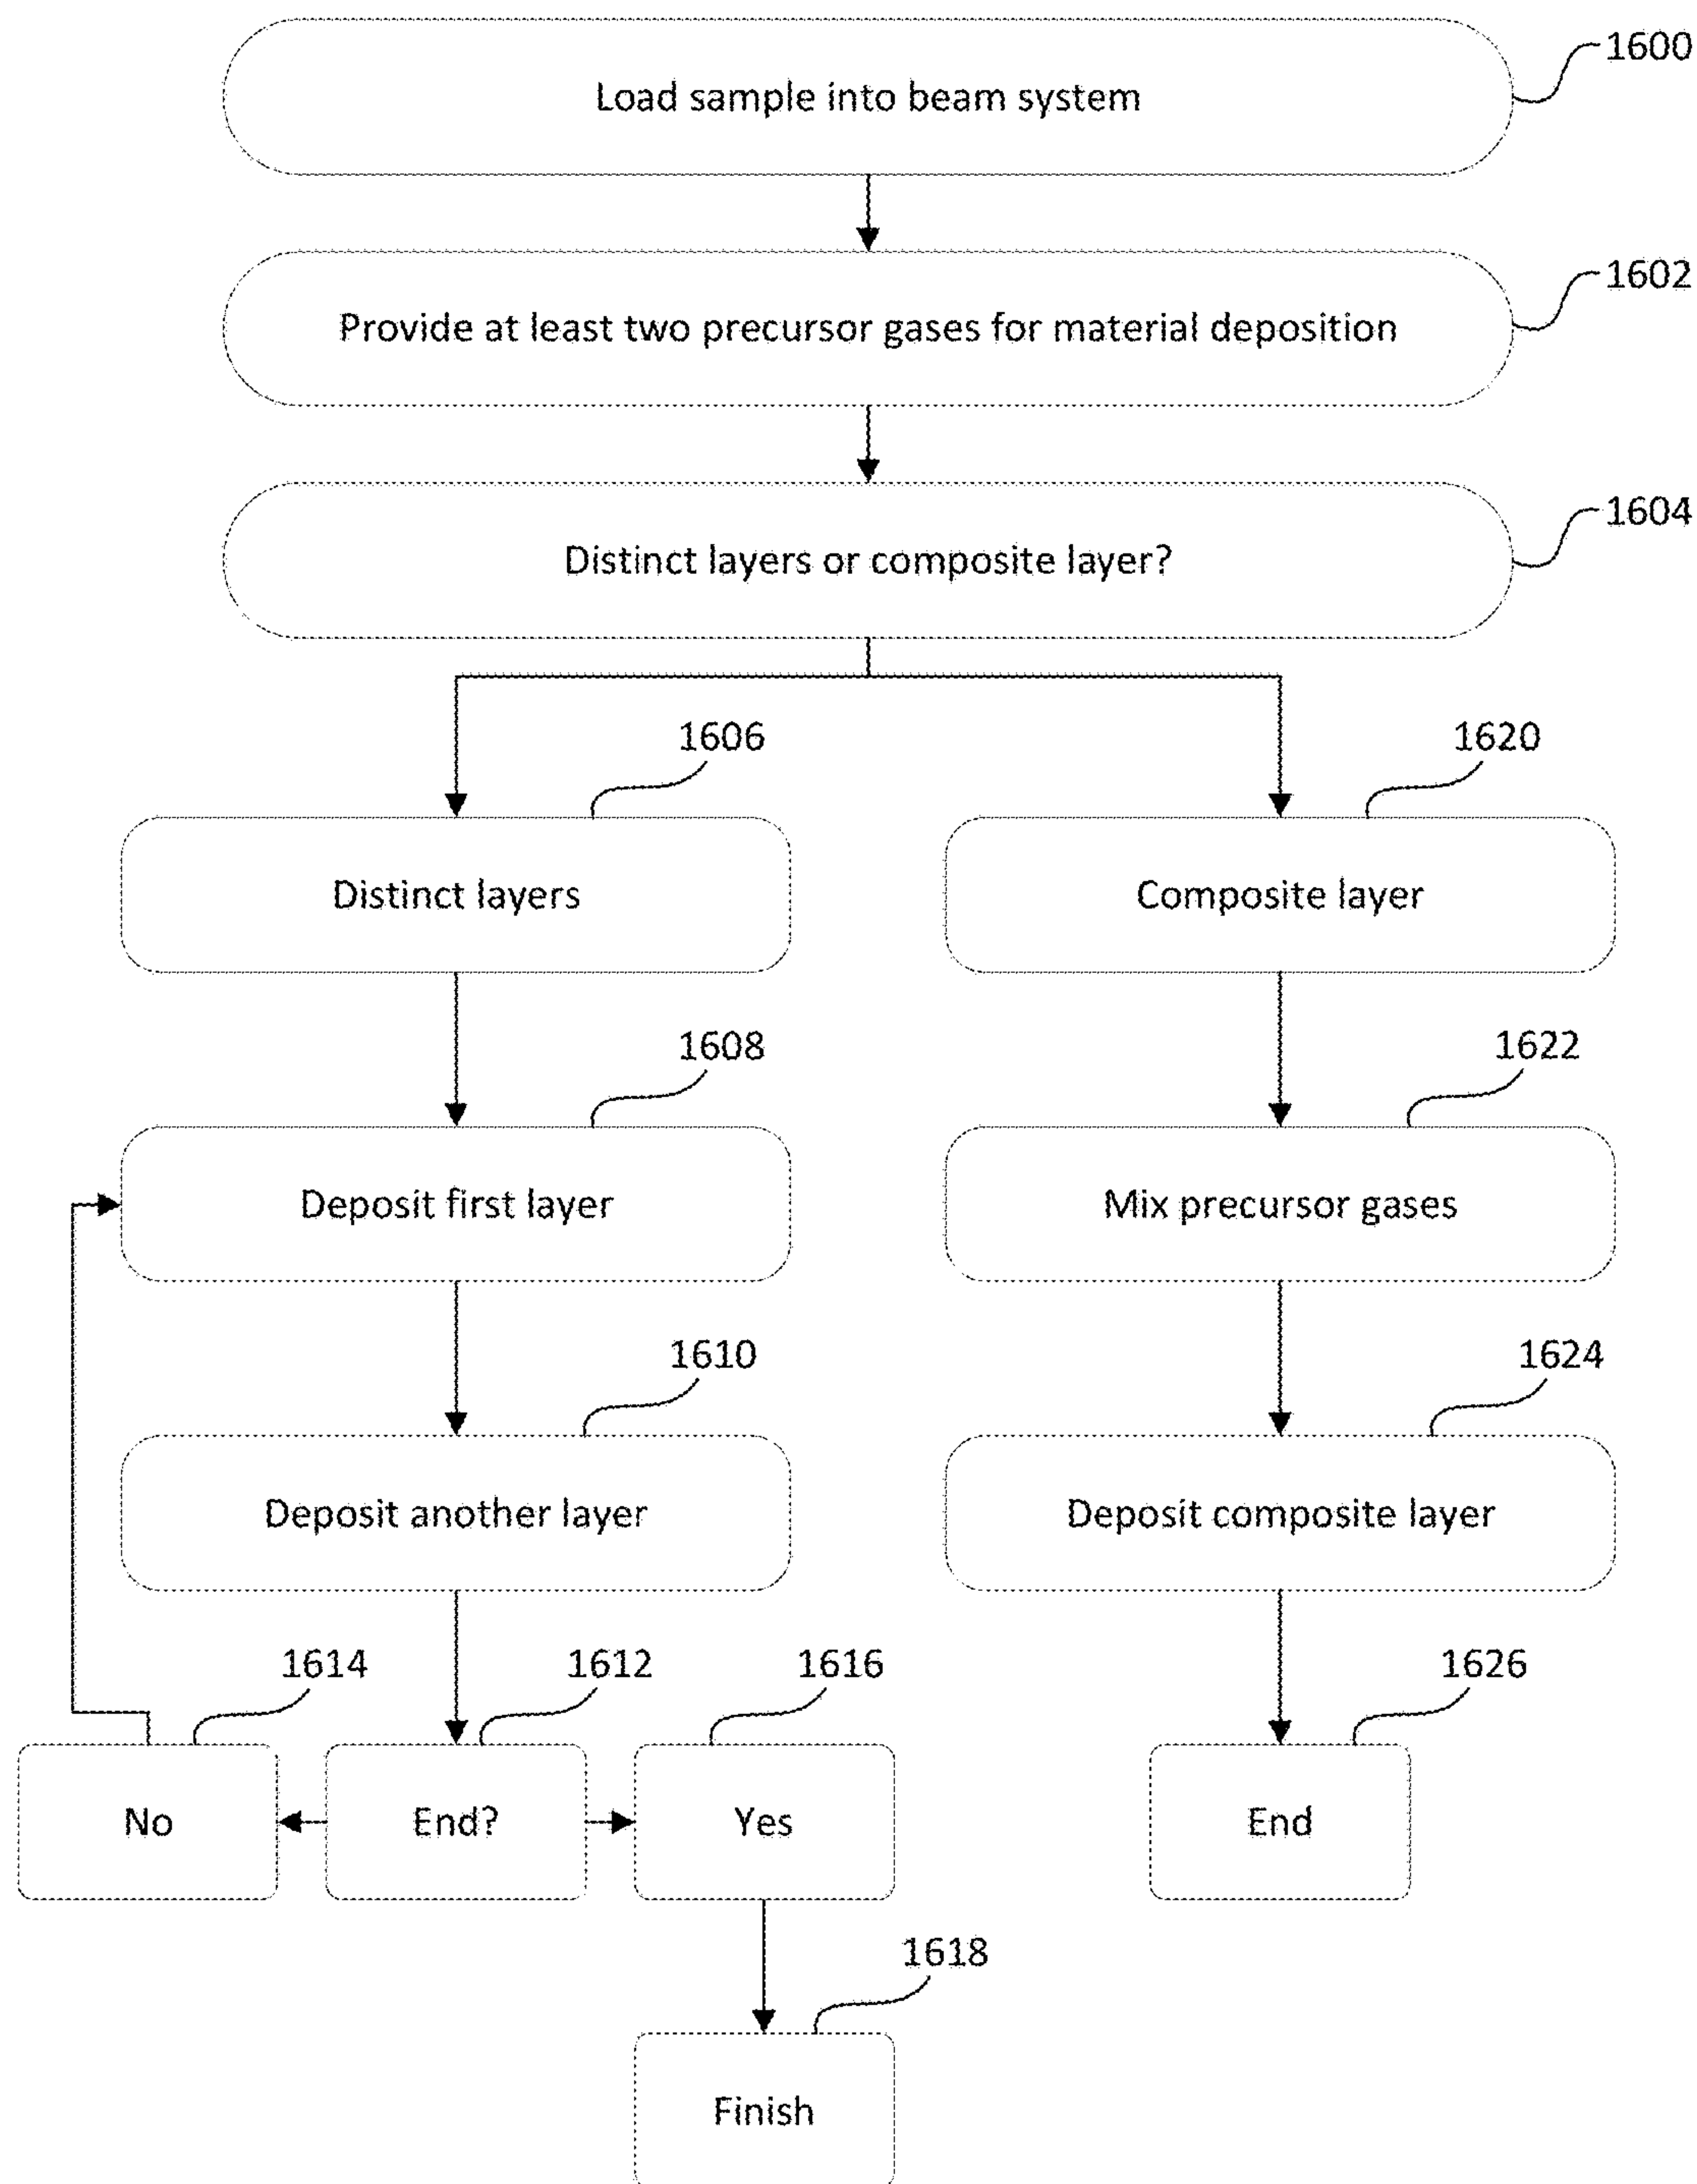 1600
Load sample into beam system
1602
Provide at least two precursor gases for material deposition
1604
Distinct layers or composite layer?
1606
1620
Distinct layers
Composite layer
1608
1622
Deposit first layer
Mix precursor gases
1610
1624
Deposit another layer
Deposit composite layer
1614
1612
1616
1626
No
End?
Yes
End
1618
Finish